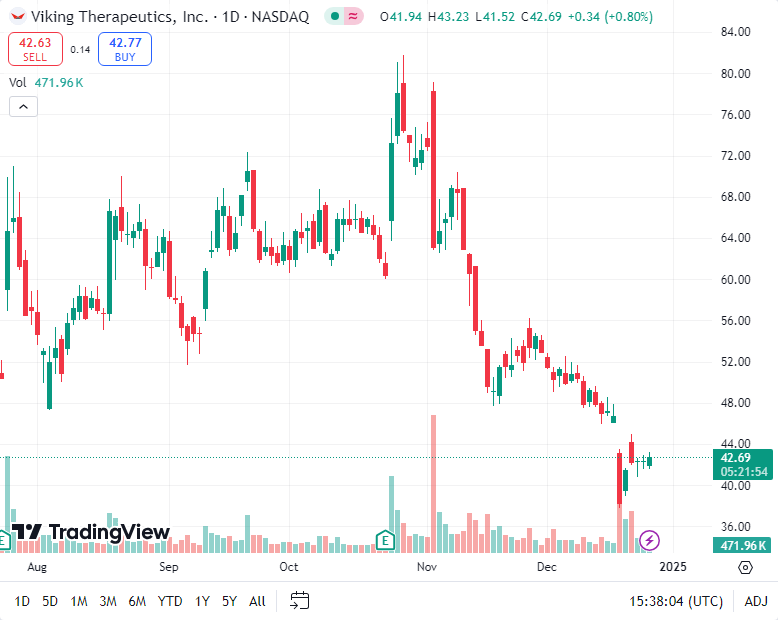 Viking Therapeutics, Inc. · 1D · NASDAQ ≈ O41.94 H43.23 L41.52 C42.69 +0.34 (+0.80%)
42.63 SELL 0.14 42.77 BUY
Vol 471.96K
84.00
80.00
76.00
72.00
68.00
64.00
60.00
56.00
52.00
48.00
44.00
42.69
05:21:54
40.00
36.00
471.96K
E
E
TradingView
Aug Sep Oct Nov Dec 2025
1D 5D 1M 3M 6M YTD 1Y 5Y All 15:38:04 (UTC) ADJ